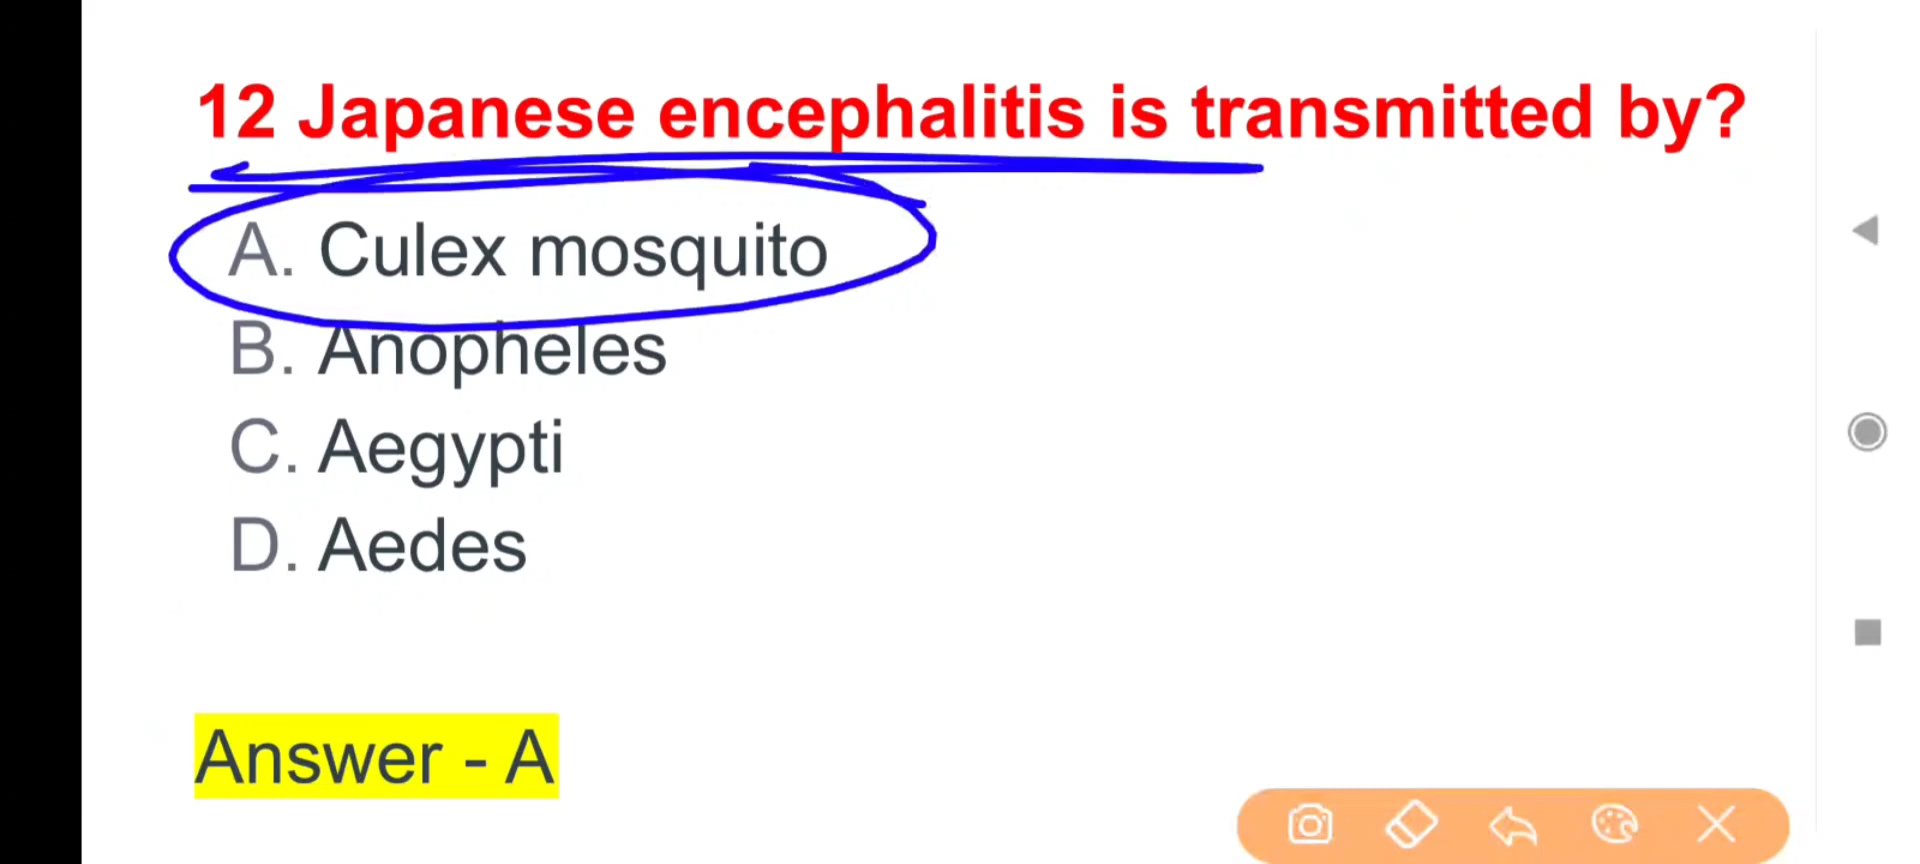 12 Japanese encephalitis is transmitted by?
A. Culex mosquito
B. Anopheles
C. Aegypti
D. Aedes
Answer - A